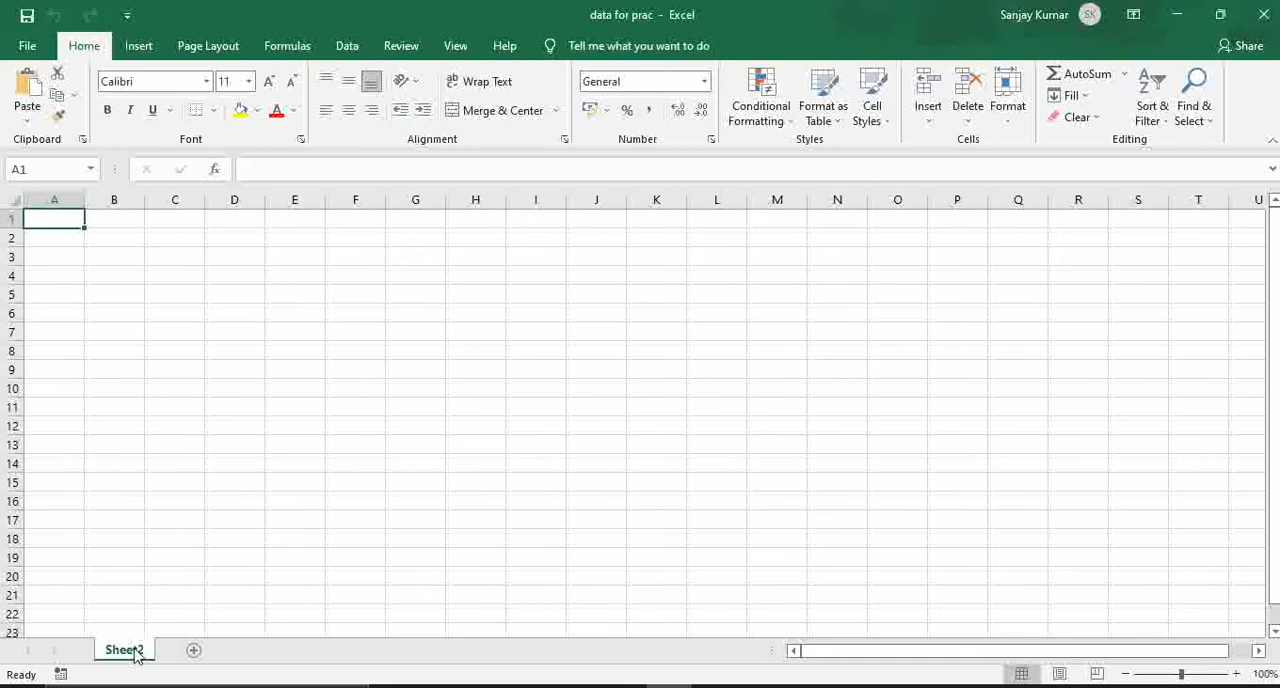 data for prac - Excel
Sanjay Kumar SK
File Home Insert Page Layout Formulas Data Review View Help Tell me what you want to do Share
Paste Calibri 11 Wrap Text General Conditional Formatting Format as Table Cell Styles Insert Delete Format AutoSum Fill Clear Sort & Filter Find & Select
B I U Merge & Center % ,
Clipboard Font Alignment Number Styles Cells Editing
A1 fx
A B C D E F G H I J K L M N O P Q R S T U
1
2
3
4
5
6
7
8
9
10
11
12
13
14
15
16
17
18
19
20
21
22
23
Sheet2
Ready 100%